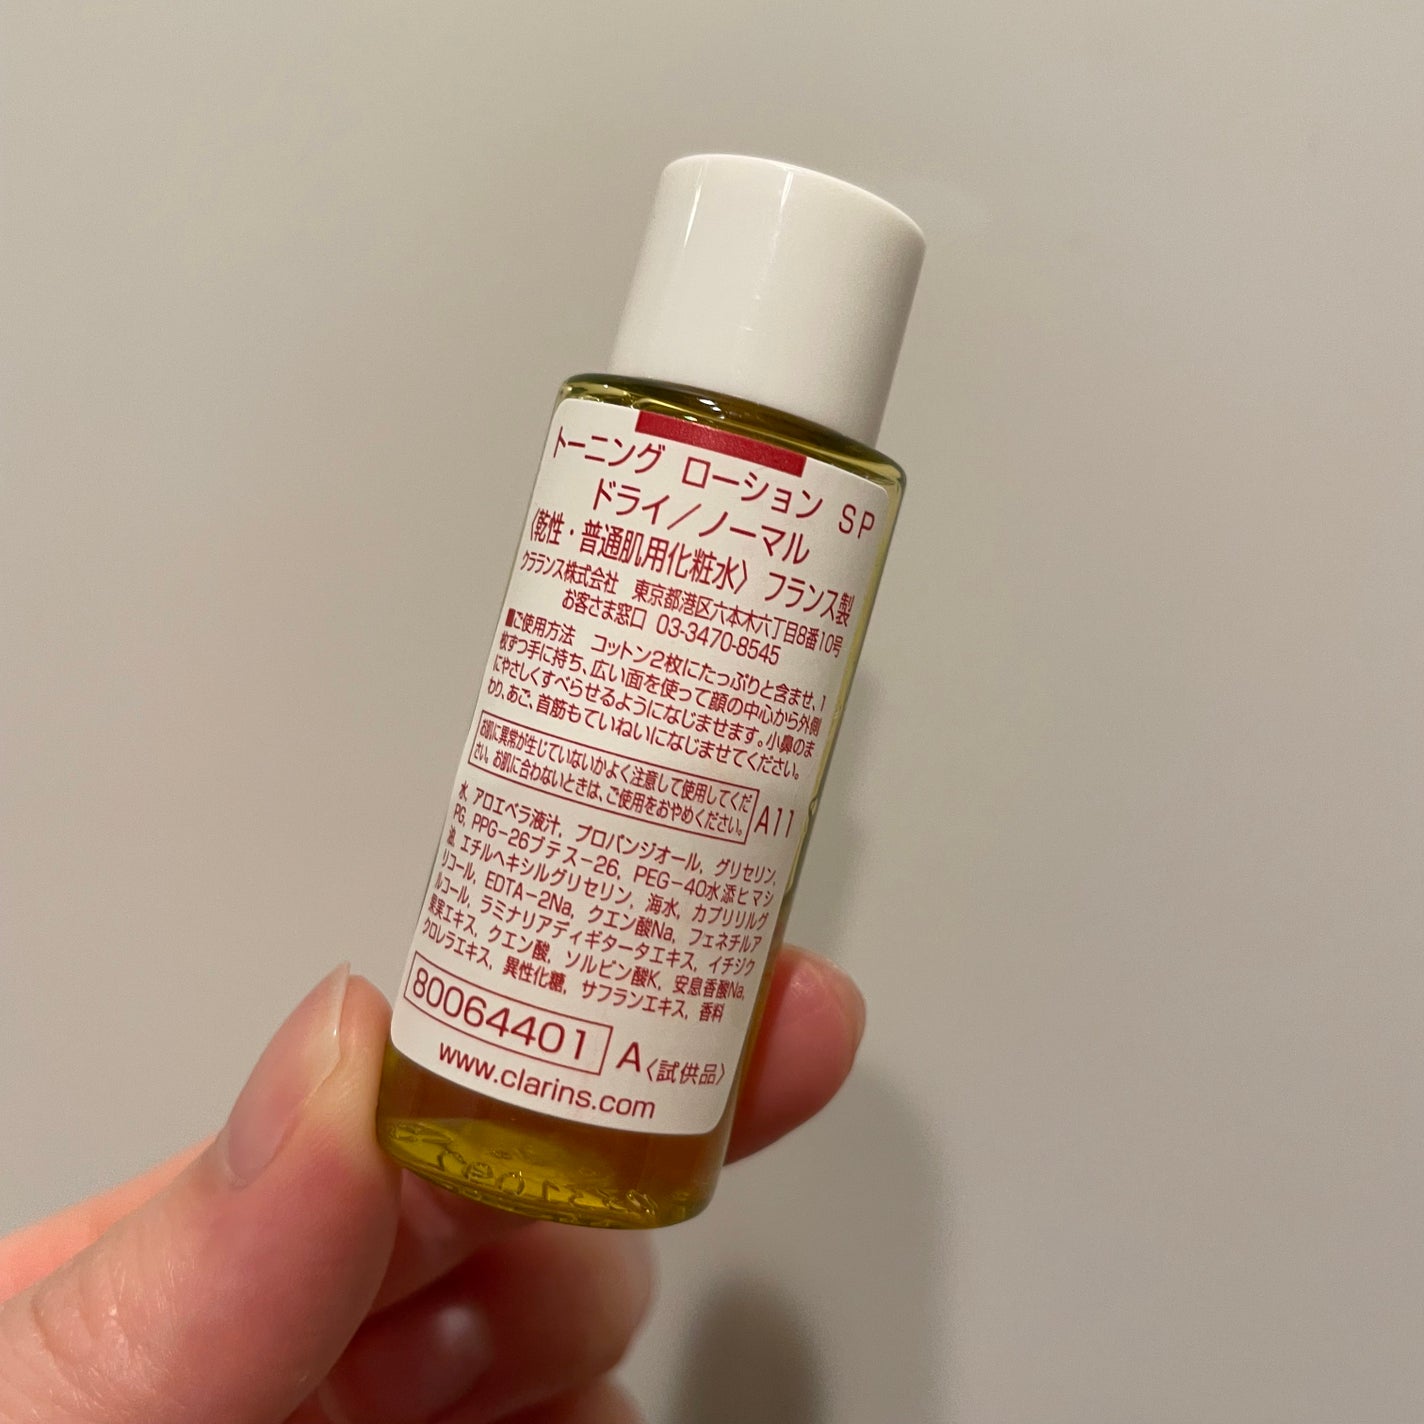 トーニング ローション SP
ドライ／ノーマル
〈乾性・普通肌用化粧水〉 フランス製
クラランス株式会社 東京都港区六本木六丁目8番10号
お客さま窓口 03-3470-8545
■ご使用方法 コットン2枚にたっぷりと含ませ、1
枚ずつ手に持ち、広い面を使って顔の中心から外側
にやさしくすべらせるようになじませます。小鼻のま
わり、あご、首筋もていねいになじませてください。
お肌に異常が生じていないかよく注意して使用してくだ
さい。お肌に合わないときは、ご使用をおやめください。
A11
水, アロエベラ液汁, プロパンジオール, グリセリン,
PG, PPG-26ブテス-26, PEG-40水添ヒマシ
油, エチルヘキシルグリセリン, 海水, カプリリルグ
リコール, EDTA-2Na, クエン酸Na, フェネチルア
ルコール, ラミナリアディギタータエキス, イチジク
果実エキス, クエン酸, ソルビン酸K, 安息香酸Na,
クロレラエキス, 異性化糖, サフランエキス, 香料
80064401 A〈試供品〉
www.clarins.com